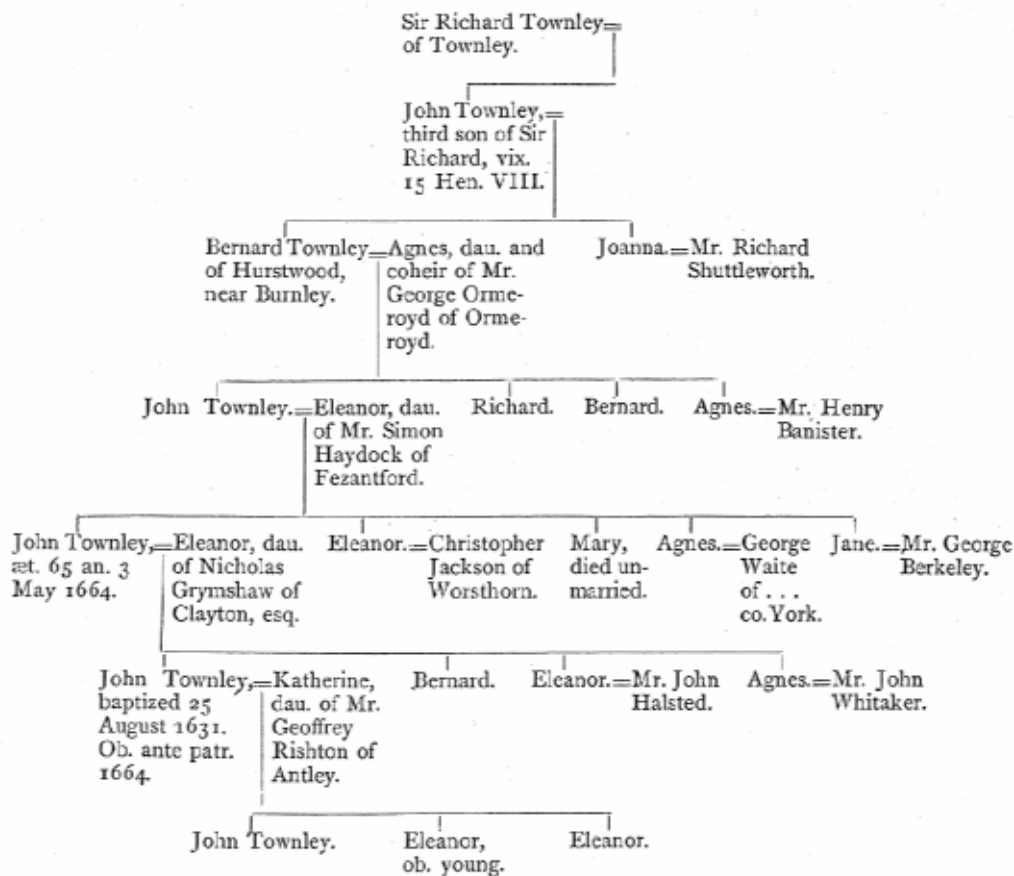 Sir Richard Townley=
of Townley.
John Townley,=
third son of Sir
Richard, vix.
15 Hen. VIII.
Bernard Townley=Agnes, dau. and
of Hurstwood,
near Burnley.
coheir of Mr.
George Orme-
royd of Orme-
royd.
Joanna.=Mr. Richard
Shuttleworth.
John Townley.=Eleanor, dau.
of Mr. Simon
Haydock of
Fezantford.
Richard.
Bernard.
Agnes.=Mr. Henry
Banister.
John Townley,=Eleanor, dau.
æt. 65 an. 3
May 1664.
of Nicholas
Grymshaw of
Clayton, esq.
Eleanor.=Christopher
Jackson of
Worsthorn.
Mary,
died un-
married.
Agnes.=George
Waite
of . . .
co. York.
Jane.=Mr. George
Berkeley.
John Townley,=Katherine,
baptized 25
August 1631.
Ob. ante patr.
1664.
dau. of Mr.
Geoffrey
Rishton of
Antley.
Bernard.
Eleanor.=Mr. John
Halsted.
Agnes.=Mr. John
Whitaker.
John Townley.
Eleanor,
ob. young.
Eleanor.